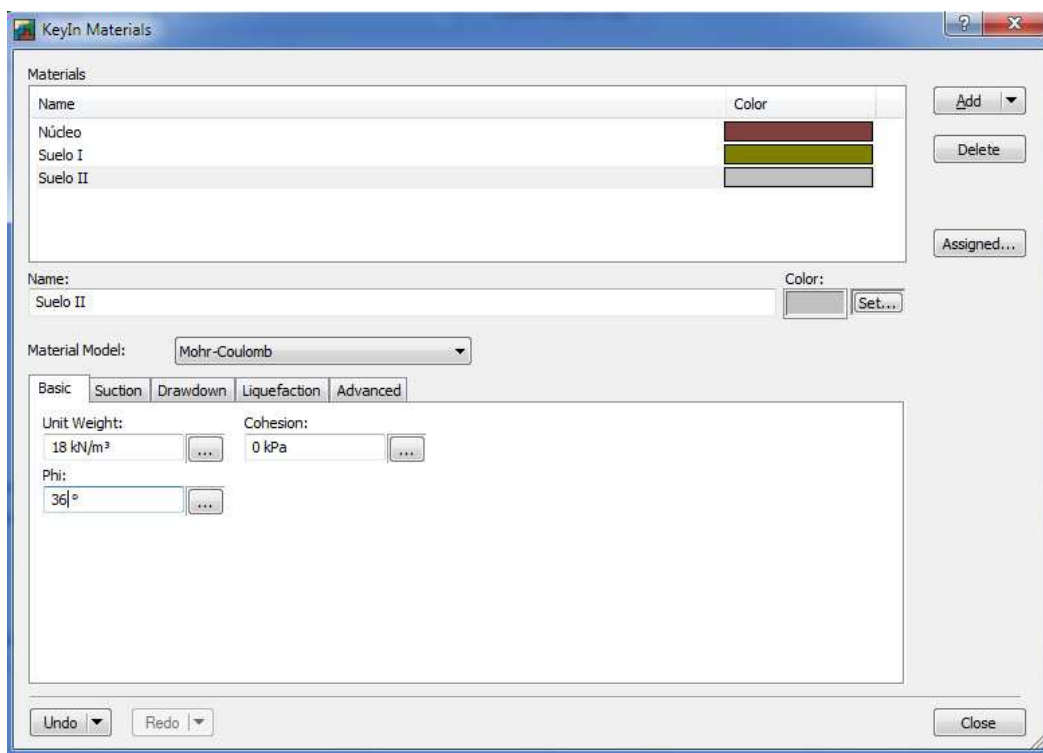 KeyIn Materials
Materials
Name Color
Add
Núcleo
Suelo I
Delete
Suelo II
Assigned...
Name: Color:
Suelo II Set...
Material Model: Mohr-Coulomb
Basic Suction Drawdown Liquefaction Advanced
Unit Weight: Cohesion:
18 kN/m³ ... 0 kPa ...
Phi:
36° ...
Undo Redo Close